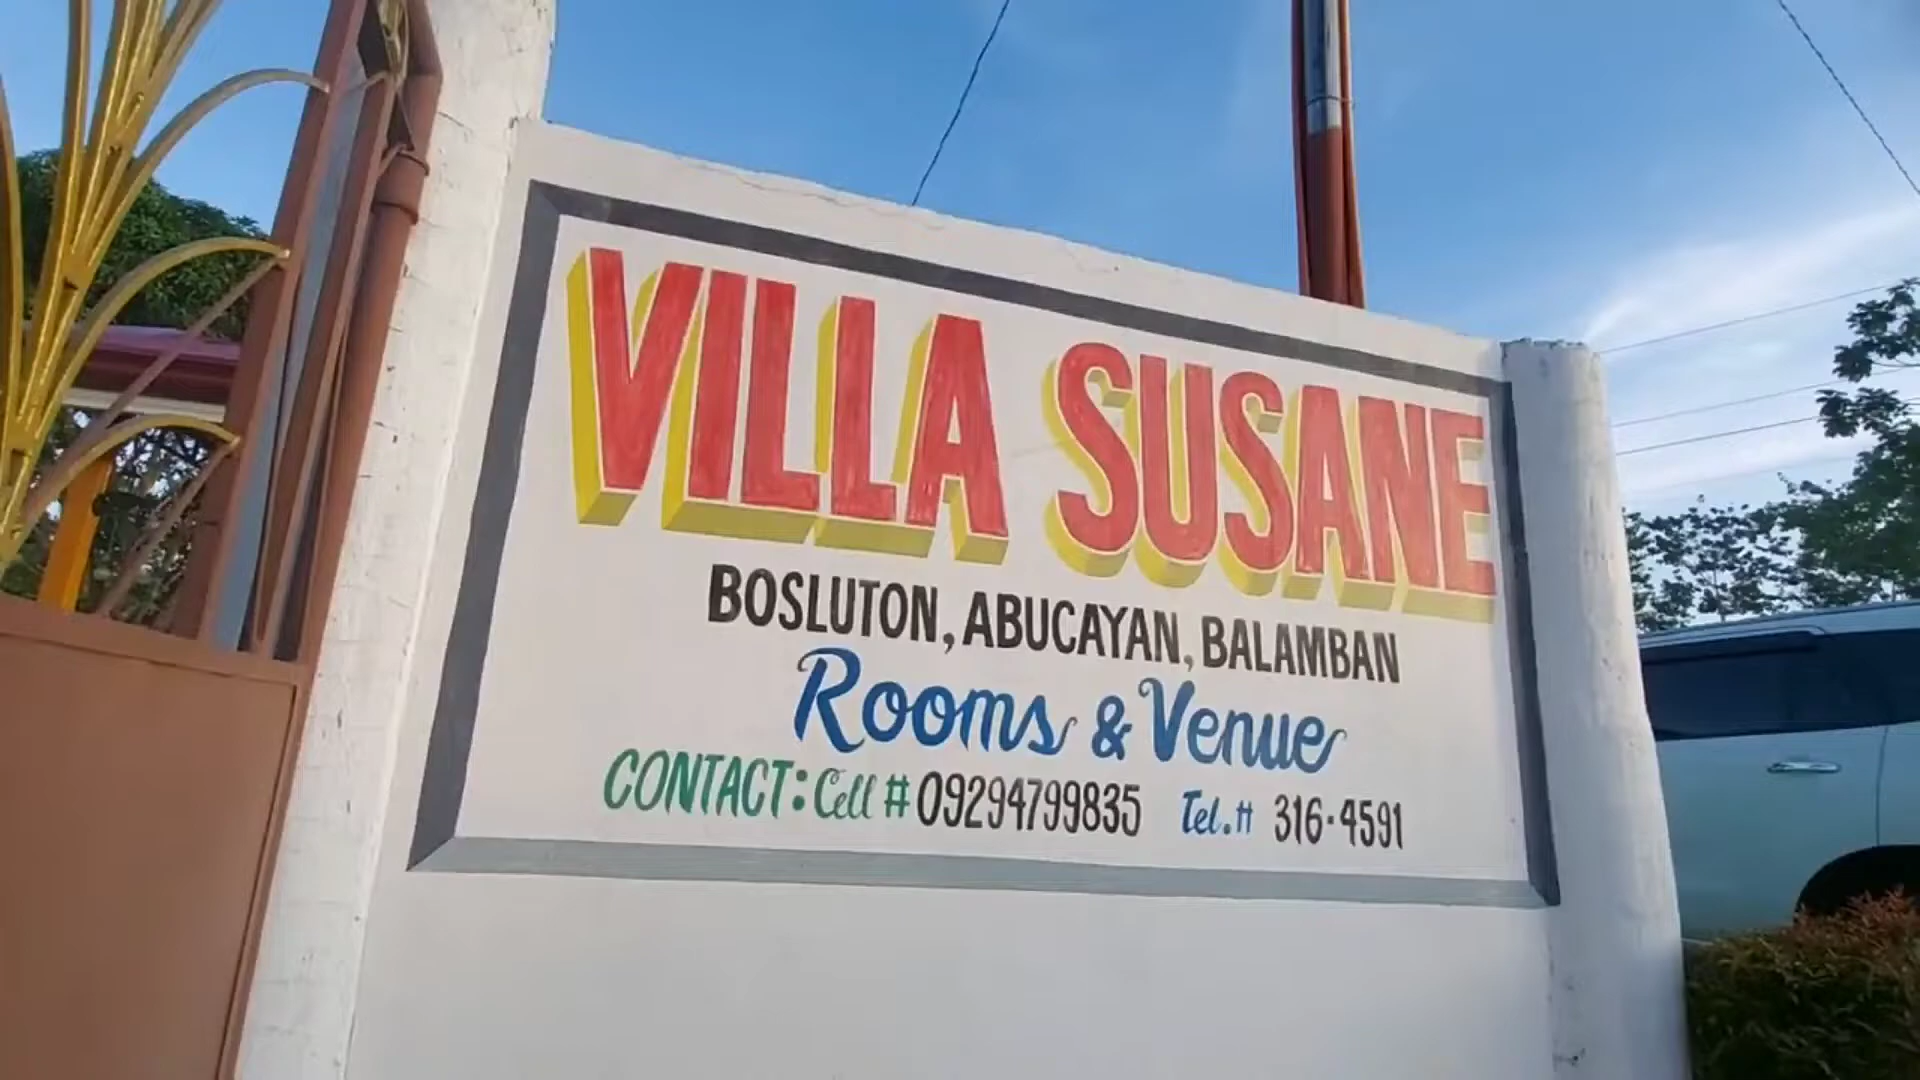 VILLA SUSANE
BOSLUTON, ABUCAYAN, BALAMBAN
Rooms & Venue
CONTACT: Cell # 09294799835 Tel. # 316-4591